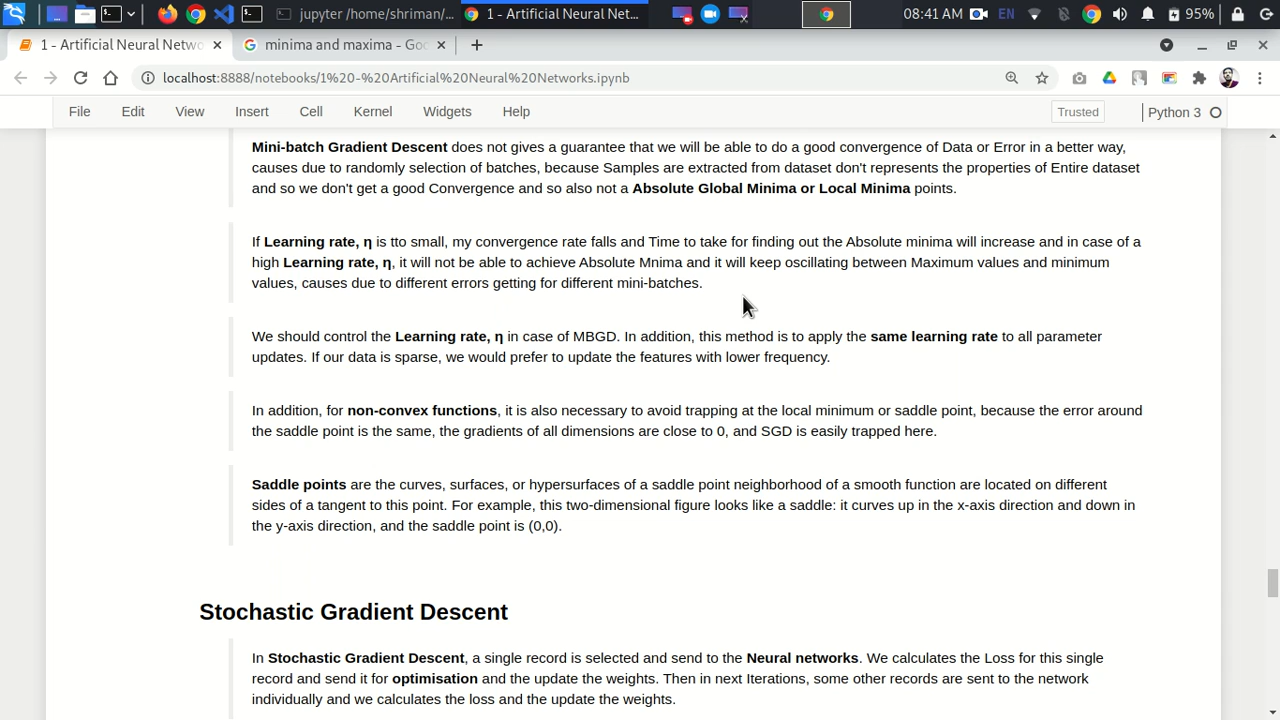 jupyter /home/shriman/...
1 - Artificial Neural Net...
08:41 AM
EN
95%
1 - Artificial Neural Netwo
minima and maxima - Goo
localhost:8888/notebooks/1%20-%20Artificial%20Neural%20Networks.ipynb
File Edit View Insert Cell Kernel Widgets Help
Trusted
Python 3
Mini-batch Gradient Descent does not gives a guarantee that we will be able to do a good convergence of Data or Error in a better way,
causes due to randomly selection of batches, because Samples are extracted from dataset don't represents the properties of Entire dataset
and so we don't get a good Convergence and so also not a Absolute Global Minima or Local Minima points.
If Learning rate, η is tto small, my convergence rate falls and Time to take for finding out the Absolute minima will increase and in case of a
high Learning rate, η, it will not be able to achieve Absolute Mnima and it will keep oscillating between Maximum values and minimum
values, causes due to different errors getting for different mini-batches.
We should control the Learning rate, η in case of MBGD. In addition, this method is to apply the same learning rate to all parameter
updates. If our data is sparse, we would prefer to update the features with lower frequency.
In addition, for non-convex functions, it is also necessary to avoid trapping at the local minimum or saddle point, because the error around
the saddle point is the same, the gradients of all dimensions are close to 0, and SGD is easily trapped here.
Saddle points are the curves, surfaces, or hypersurfaces of a saddle point neighborhood of a smooth function are located on different
sides of a tangent to this point. For example, this two-dimensional figure looks like a saddle: it curves up in the x-axis direction and down in
the y-axis direction, and the saddle point is (0,0).
Stochastic Gradient Descent
In Stochastic Gradient Descent, a single record is selected and send to the Neural networks. We calculates the Loss for this single
record and send it for optimisation and the update the weights. Then in next Iterations, some other records are sent to the network
individually and we calculates the loss and the update the weights.